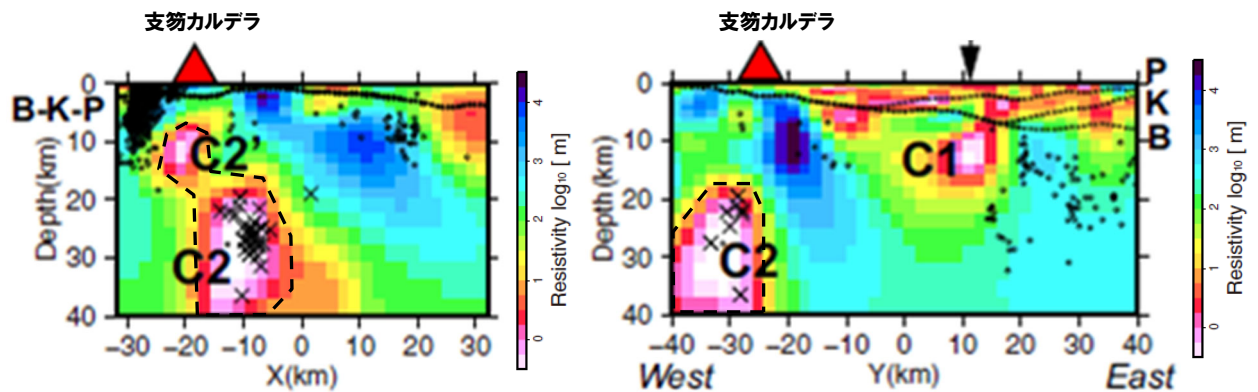 支笏カルデラ
B-K-P
0
10
20
30
40
Depth(km)
C2'
C2
-30 -20 -10 0 10 20 30
X(km)
4
3
2
1
0
Resistivity log₁₀ [ m]
支笏カルデラ
P
K
B
0
10
20
30
40
Depth(km)
C1
C2
-40 -30 -20 -10 0 10 20 30 40
West Y(km) East
4
3
2
1
0
Resistivity log₁₀ [ m]